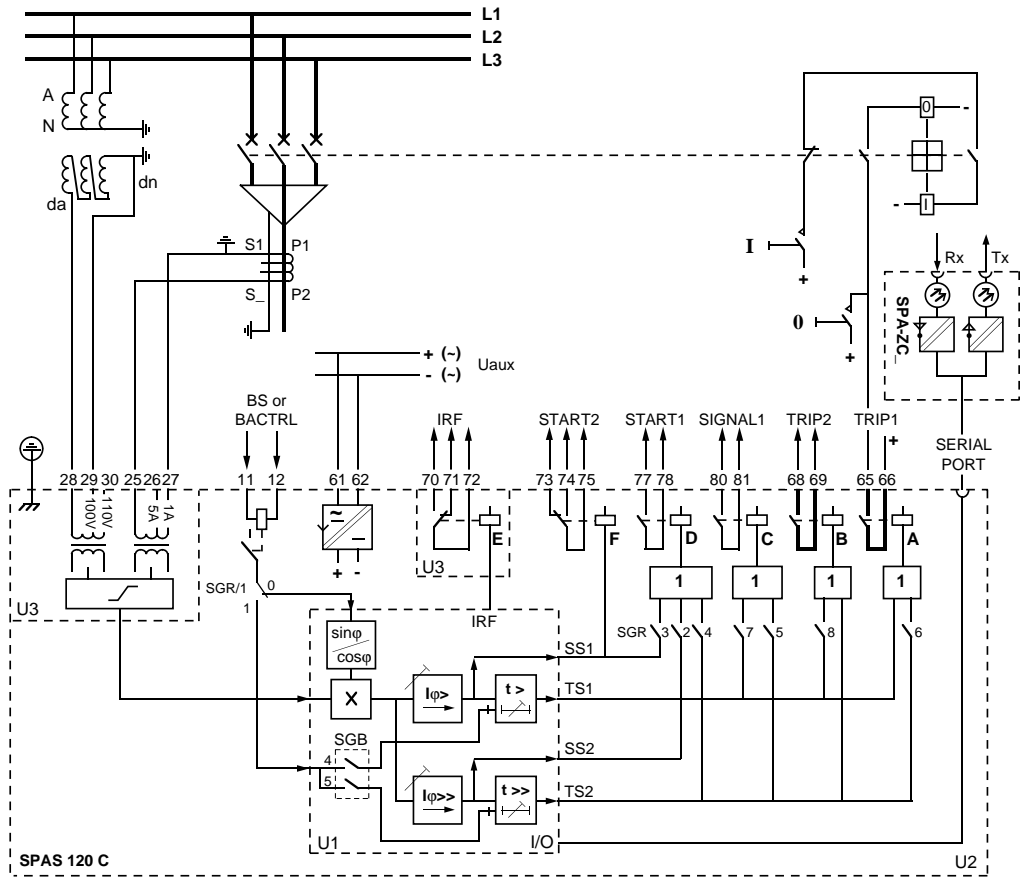 L1
L2
L3
A
N
da
dn
S1 P1
S_ P2
0 -
- I
I
+
0
+
Rx Tx
SPA-ZC_
+ (~)
- (~)
Uaux
BS or
BACTRL
IRF
START2
START1
SIGNAL1
TRIP2
TRIP1
+
SERIAL
PORT
28 29 30 25 26 27 11 12 61 62 70 71 72 73 74 75 77 78 80 81 68 69 65 66
100V
110V
5A
1A
~
+ -
E
F
D
C
B
A
U3
U3
1 1 1 1
SGR/1
0
1
IRF
SGR 3 2 4 7 5 8 6
sinφ
cosφ
X
Iφ>
t >
SS1
TS1
SGB
4
5
Iφ>>
t >>
SS2
TS2
U1
I/O
SPAS 120 C
U2